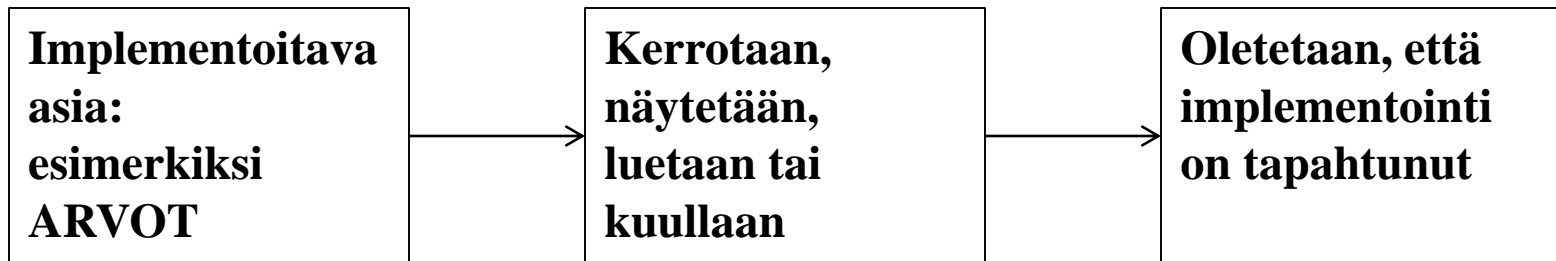 Implementoitava
asia:
esimerkiksi
ARVOT
Kerrotaan,
näytetään,
luetaan tai
kuullaan
Oletetaan, että
implementointi
on tapahtunut